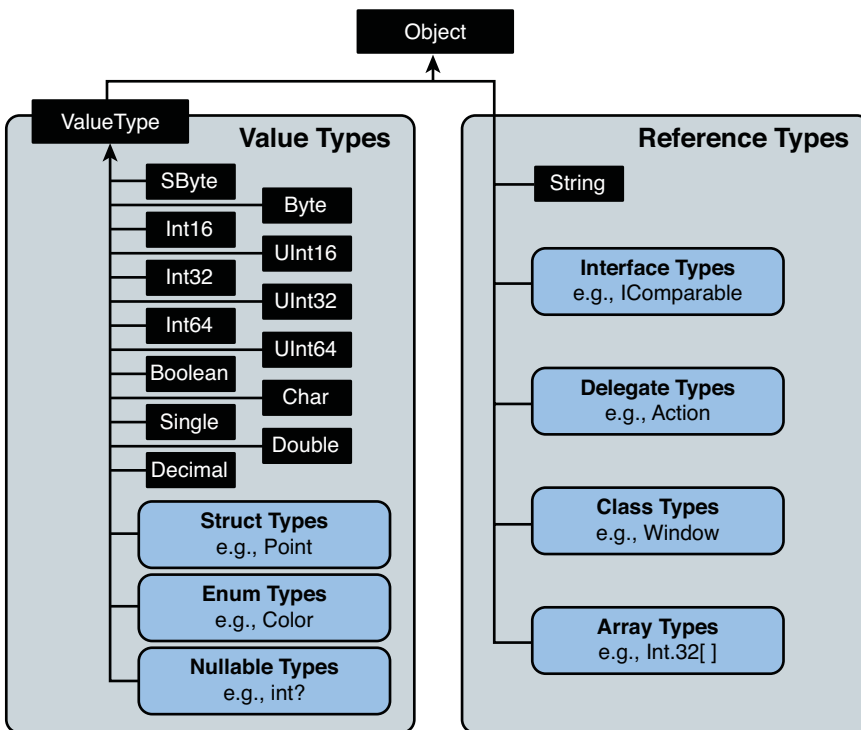 Object
ValueType
Value Types
SByte
Byte
Int16
UInt16
Int32
UInt32
Int64
UInt64
Boolean
Char
Single
Double
Decimal
Struct Types
e.g., Point
Enum Types
e.g., Color
Nullable Types
e.g., int?
Reference Types
String
Interface Types
e.g., IComparable
Delegate Types
e.g., Action
Class Types
e.g., Window
Array Types
e.g., Int.32[ ]